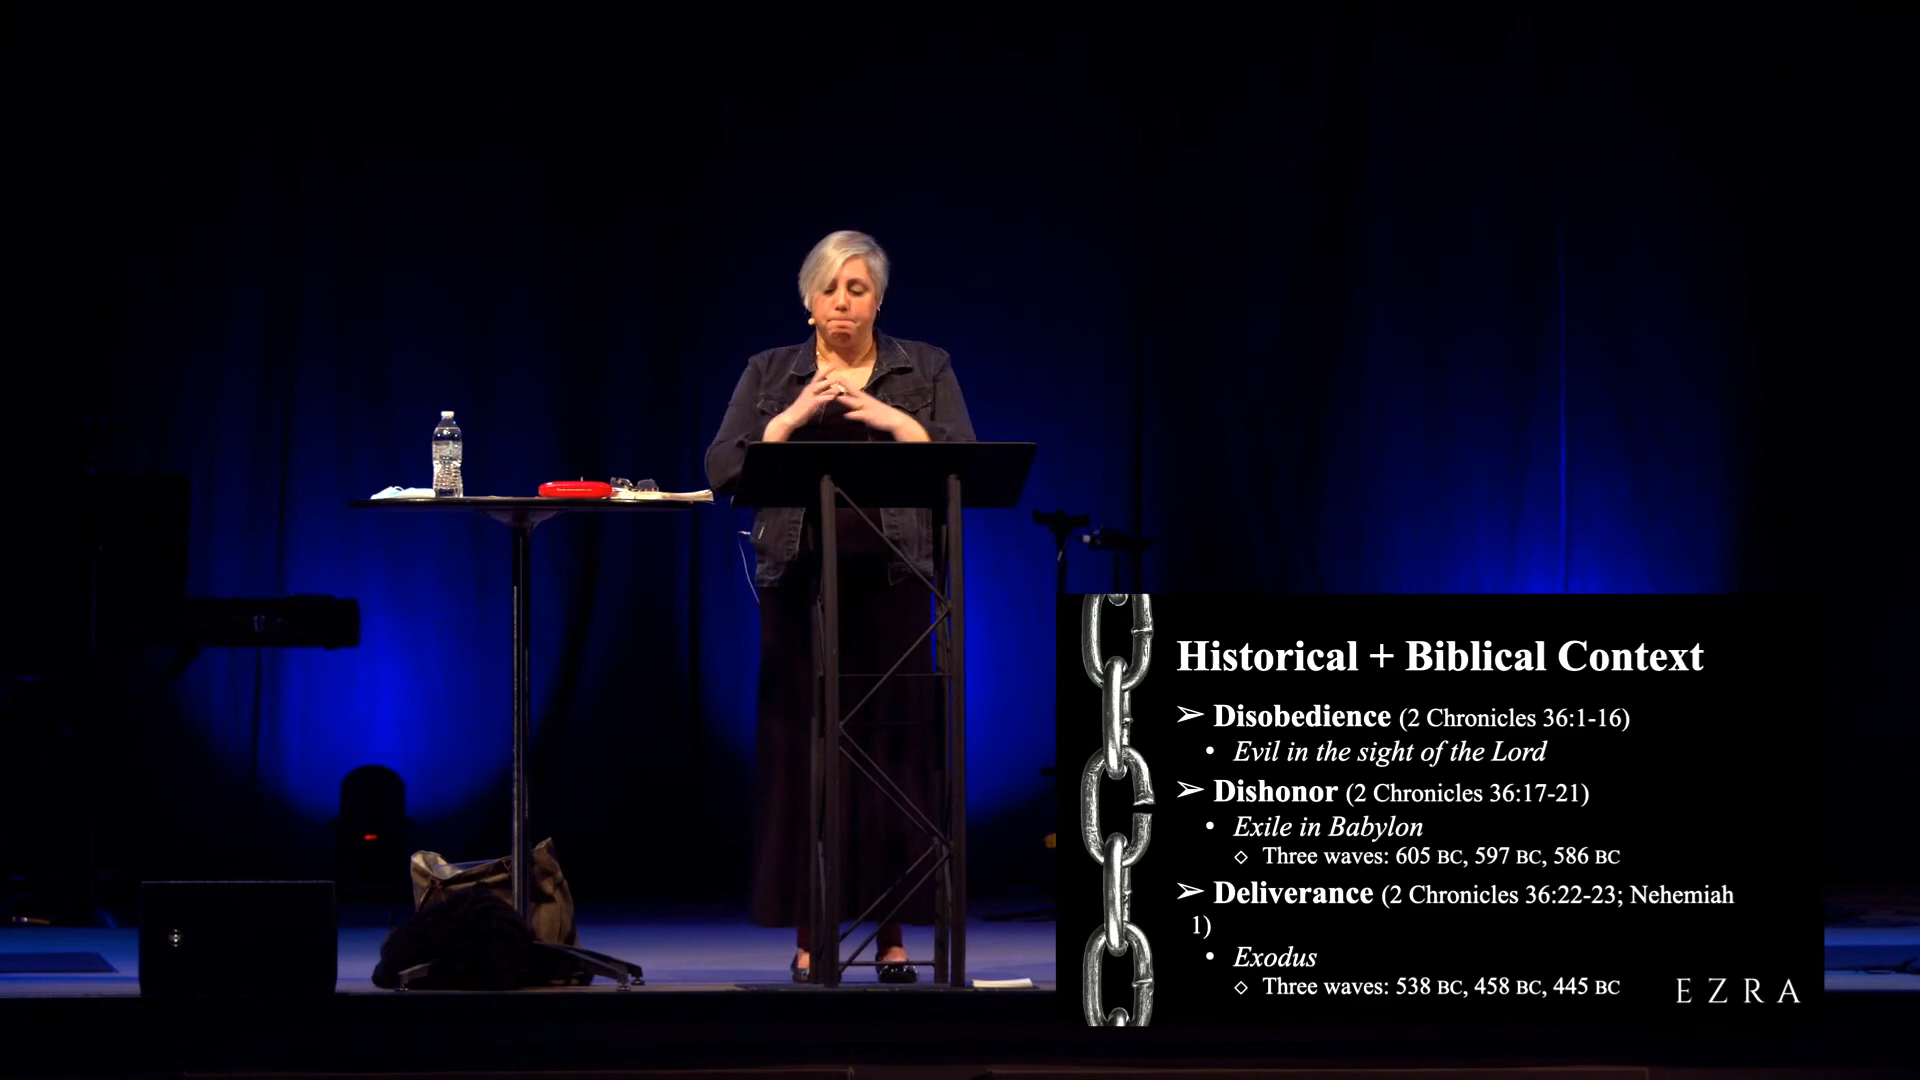 Historical + Biblical Context
➢ Disobedience (2 Chronicles 36:1-16)
• Evil in the sight of the Lord
➢ Dishonor (2 Chronicles 36:17-21)
• Exile in Babylon
◇ Three waves: 605 BC, 597 BC, 586 BC
➢ Deliverance (2 Chronicles 36:22-23; Nehemiah
1)
• Exodus
◇ Three waves: 538 BC, 458 BC, 445 BC
EZRA